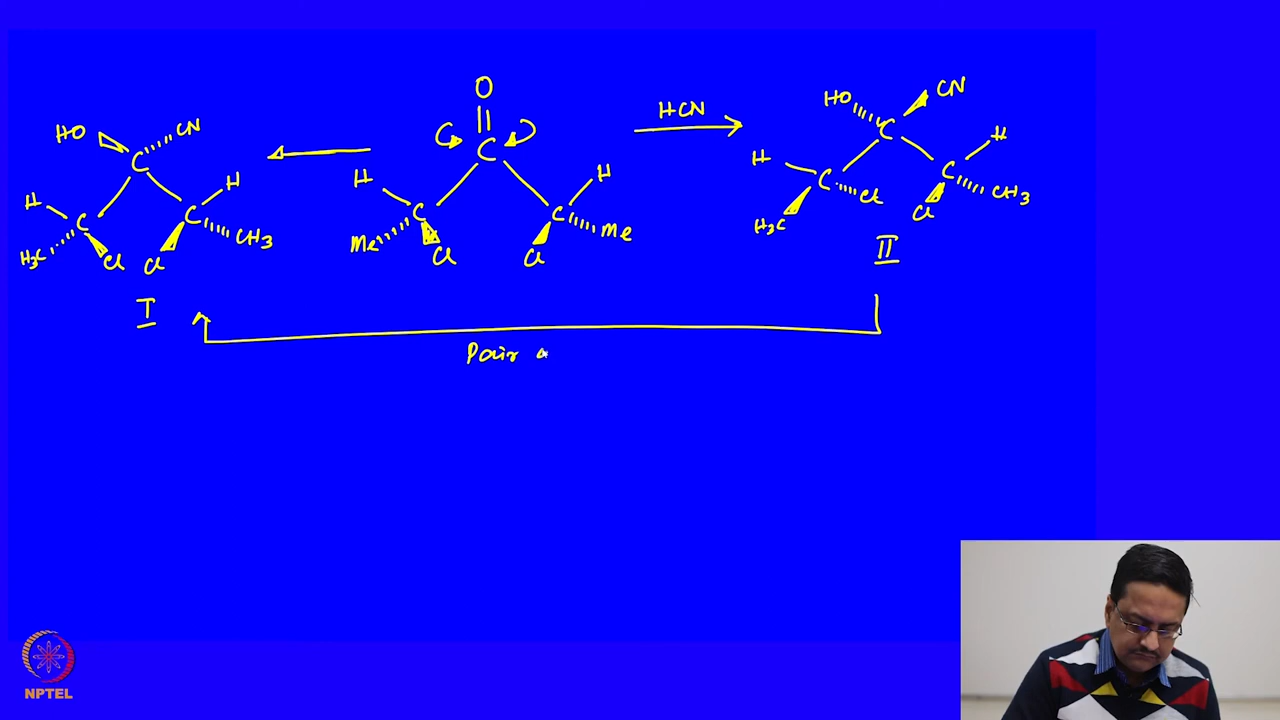 O
HCN
HO CN
C
H C C H
H₃C Cl Cl CH₃
I
C
H C C H
Me Cl Cl Me
HO CN
C
H C C H
H₃C Cl Cl CH₃
II
Pair
NPTEL